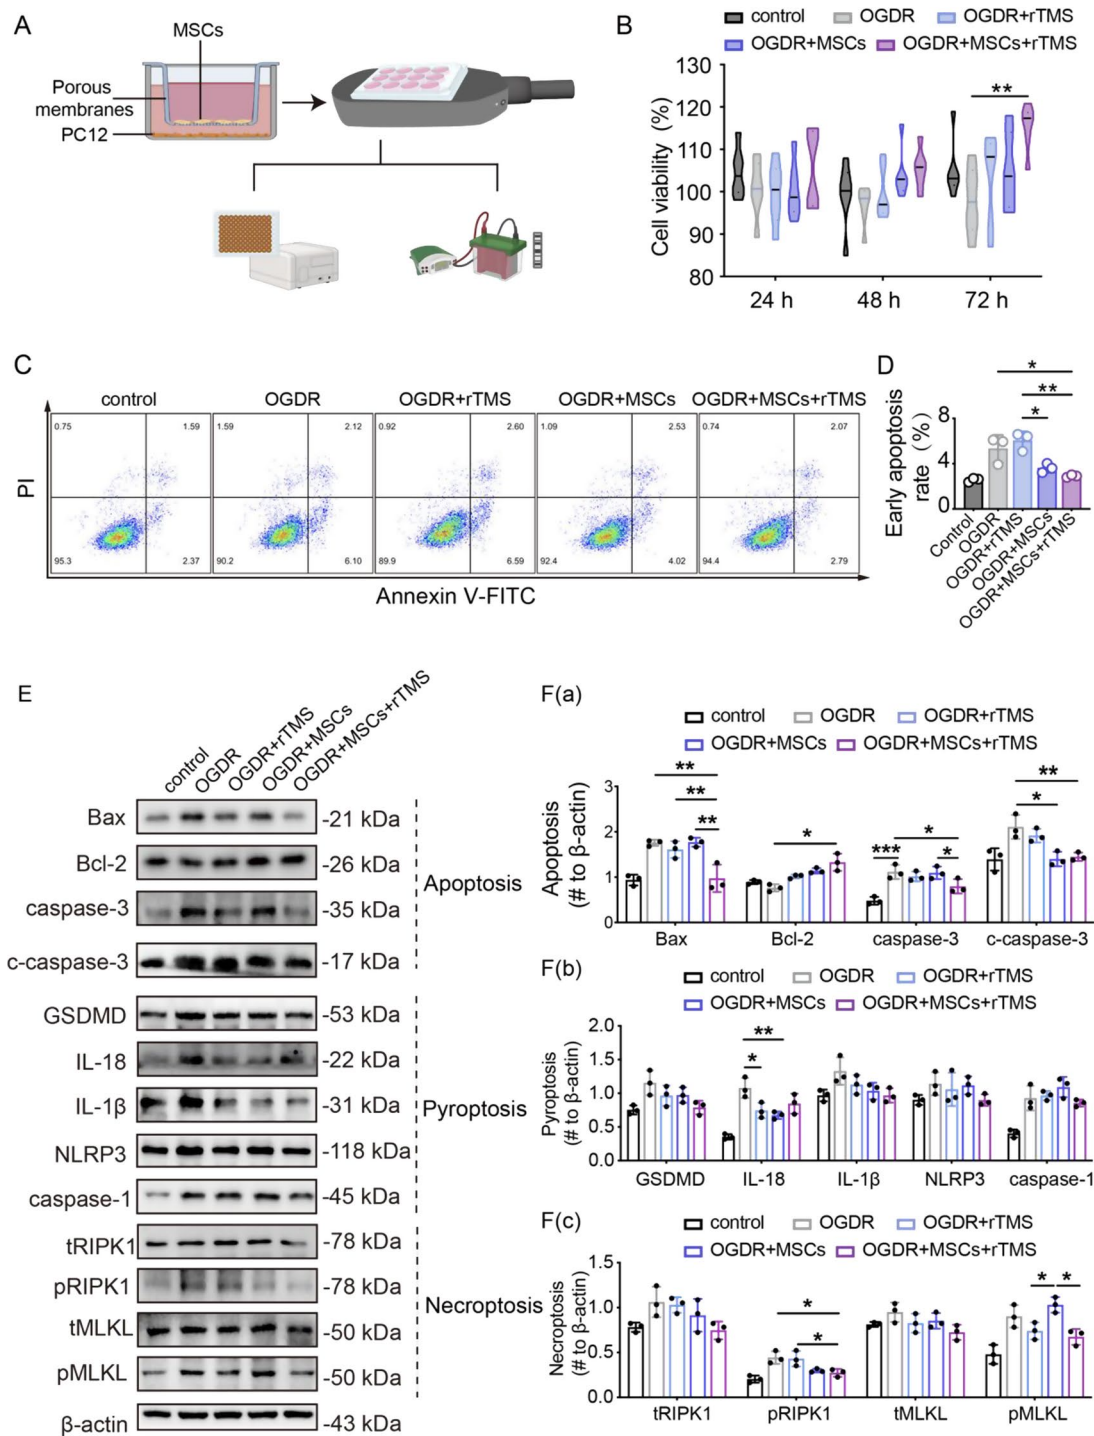 A
MSCs
Porous
membranes
PC12
B
control OGDR OGDR+rTMS
OGDR+MSCs OGDR+MSCs+rTMS
Cell viability (%)
130
120
110
100
90
80
**
24 h 48 h 72 h
C
control OGDR OGDR+rTMS OGDR+MSCs OGDR+MSCs+rTMS
0.75 1.59 1.59 2.12 0.92 2.60 1.09 2.53 0.74 2.07
PI
95.3 2.37 90.2 6.10 89.9 6.59 92.4 4.02 94.4 2.79
Annexin V-FITC
D
*
**
*
Early apoptosis
rate (%)
8
4
0
Control
OGDR
OGDR+rTMS
OGDR+MSCs
OGDR+MSCs+rTMS
E
control
OGDR
OGDR+rTMS
OGDR+MSCs
OGDR+MSCs+rTMS
Bax -21 kDa
Bcl-2 -26 kDa
caspase-3 -35 kDa
c-caspase-3 -17 kDa
Apoptosis
GSDMD -53 kDa
IL-18 -22 kDa
IL-1β -31 kDa
NLRP3 -118 kDa
caspase-1 -45 kDa
Pyroptosis
tRIPK1 -78 kDa
pRIPK1 -78 kDa
tMLKL -50 kDa
pMLKL -50 kDa
Necroptosis
β-actin -43 kDa
F(a)
control OGDR OGDR+rTMS
OGDR+MSCs OGDR+MSCs+rTMS
Apoptosis
(# to β-actin)
3
2
1
0
**
**
**
*
***
*
*
**
*
Bax Bcl-2 caspase-3 c-caspase-3
F(b)
control OGDR OGDR+rTMS
OGDR+MSCs OGDR+MSCs+rTMS
Pyroptosis
(# to β-actin)
2.0
1.5
1.0
0.5
0.0
**
*
GSDMD IL-18 IL-1β NLRP3 caspase-1
F(c)
control OGDR OGDR+rTMS
OGDR+MSCs OGDR+MSCs+rTMS
Necroptosis
(# to β-actin)
1.5
1.0
0.5
0.0
*
*
* *
tRIPK1 pRIPK1 tMLKL pMLKL